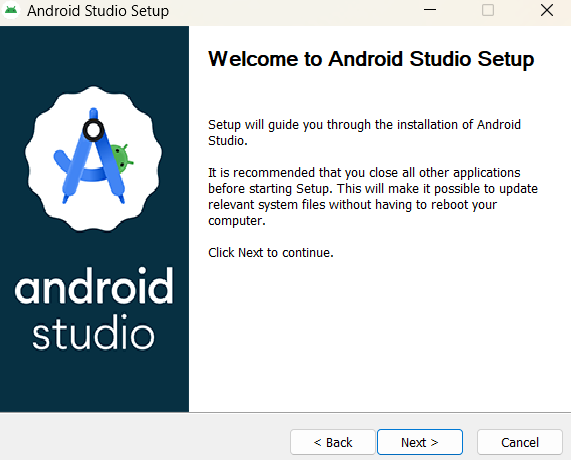 Android Studio Setup
Welcome to Android Studio Setup
Setup will guide you through the installation of Android
Studio.
It is recommended that you close all other applications
before starting Setup. This will make it possible to update
relevant system files without having to reboot your
computer.
Click Next to continue.
android
studio
< Back
Next >
Cancel